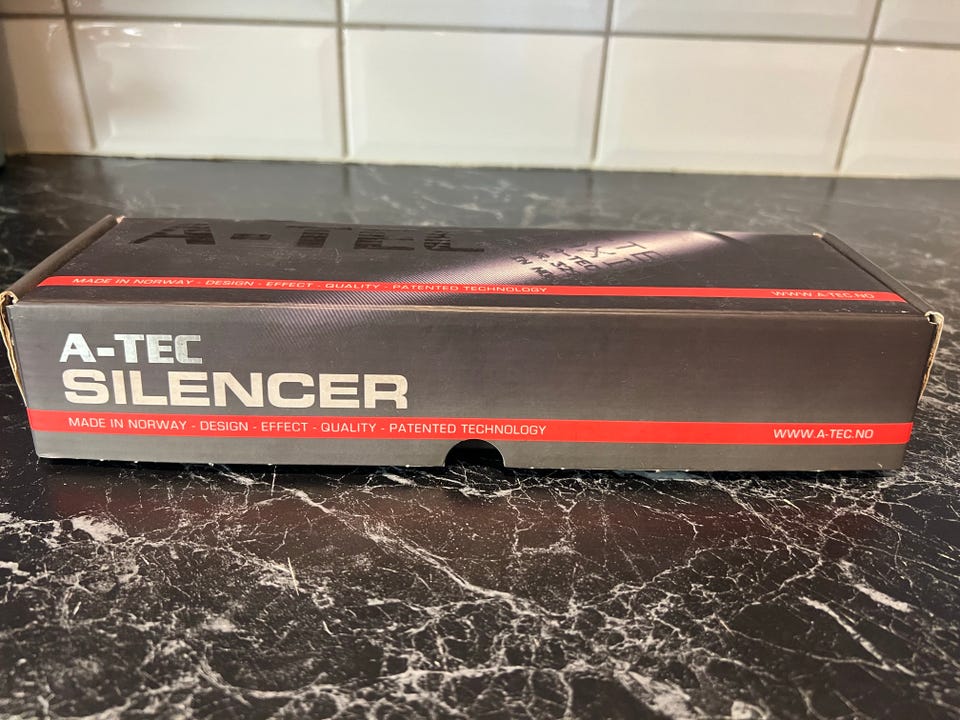 A-TEC
MADE IN NORWAY - DESIGN - EFFECT - QUALITY - PATENTED TECHNOLOGY WWW.A-TEC.NO
A-TEC
SILENCER
MADE IN NORWAY - DESIGN - EFFECT - QUALITY - PATENTED TECHNOLOGY WWW.A-TEC.NO